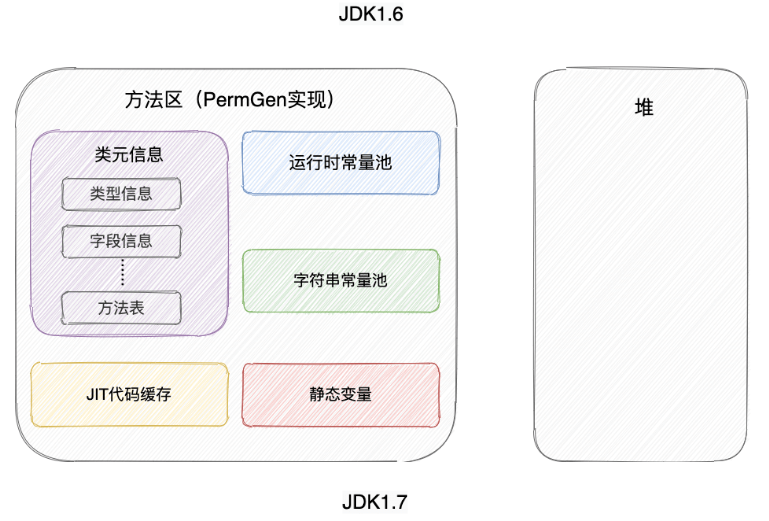 JDK1.6
方法区（PermGen实现）
堆
类元信息
运行时常量池
类型信息
字段信息
字符串常量池
方法表
JIT代码缓存
静态变量
JDK1.7